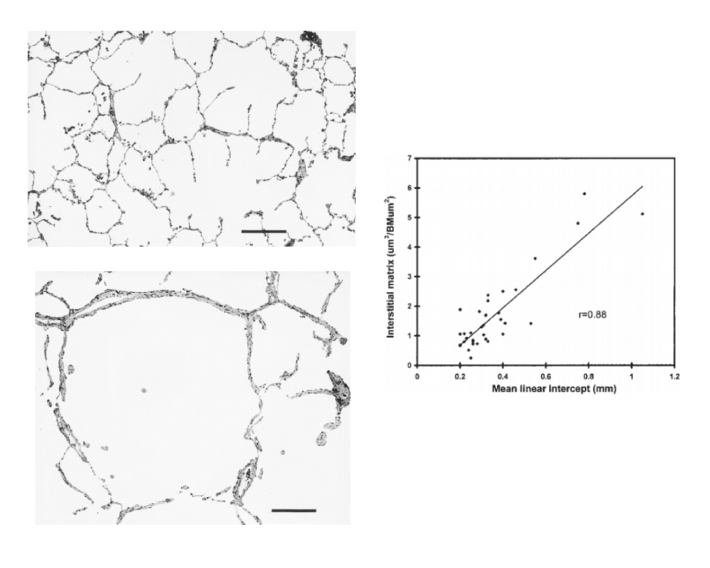 7
6
5
4
3
2
1
0
Interstitial matrix (um³/BMum²)
r=0.88
0 0.2 0.4 0.6 0.8 1 1.2
Mean linear Intercept (mm)